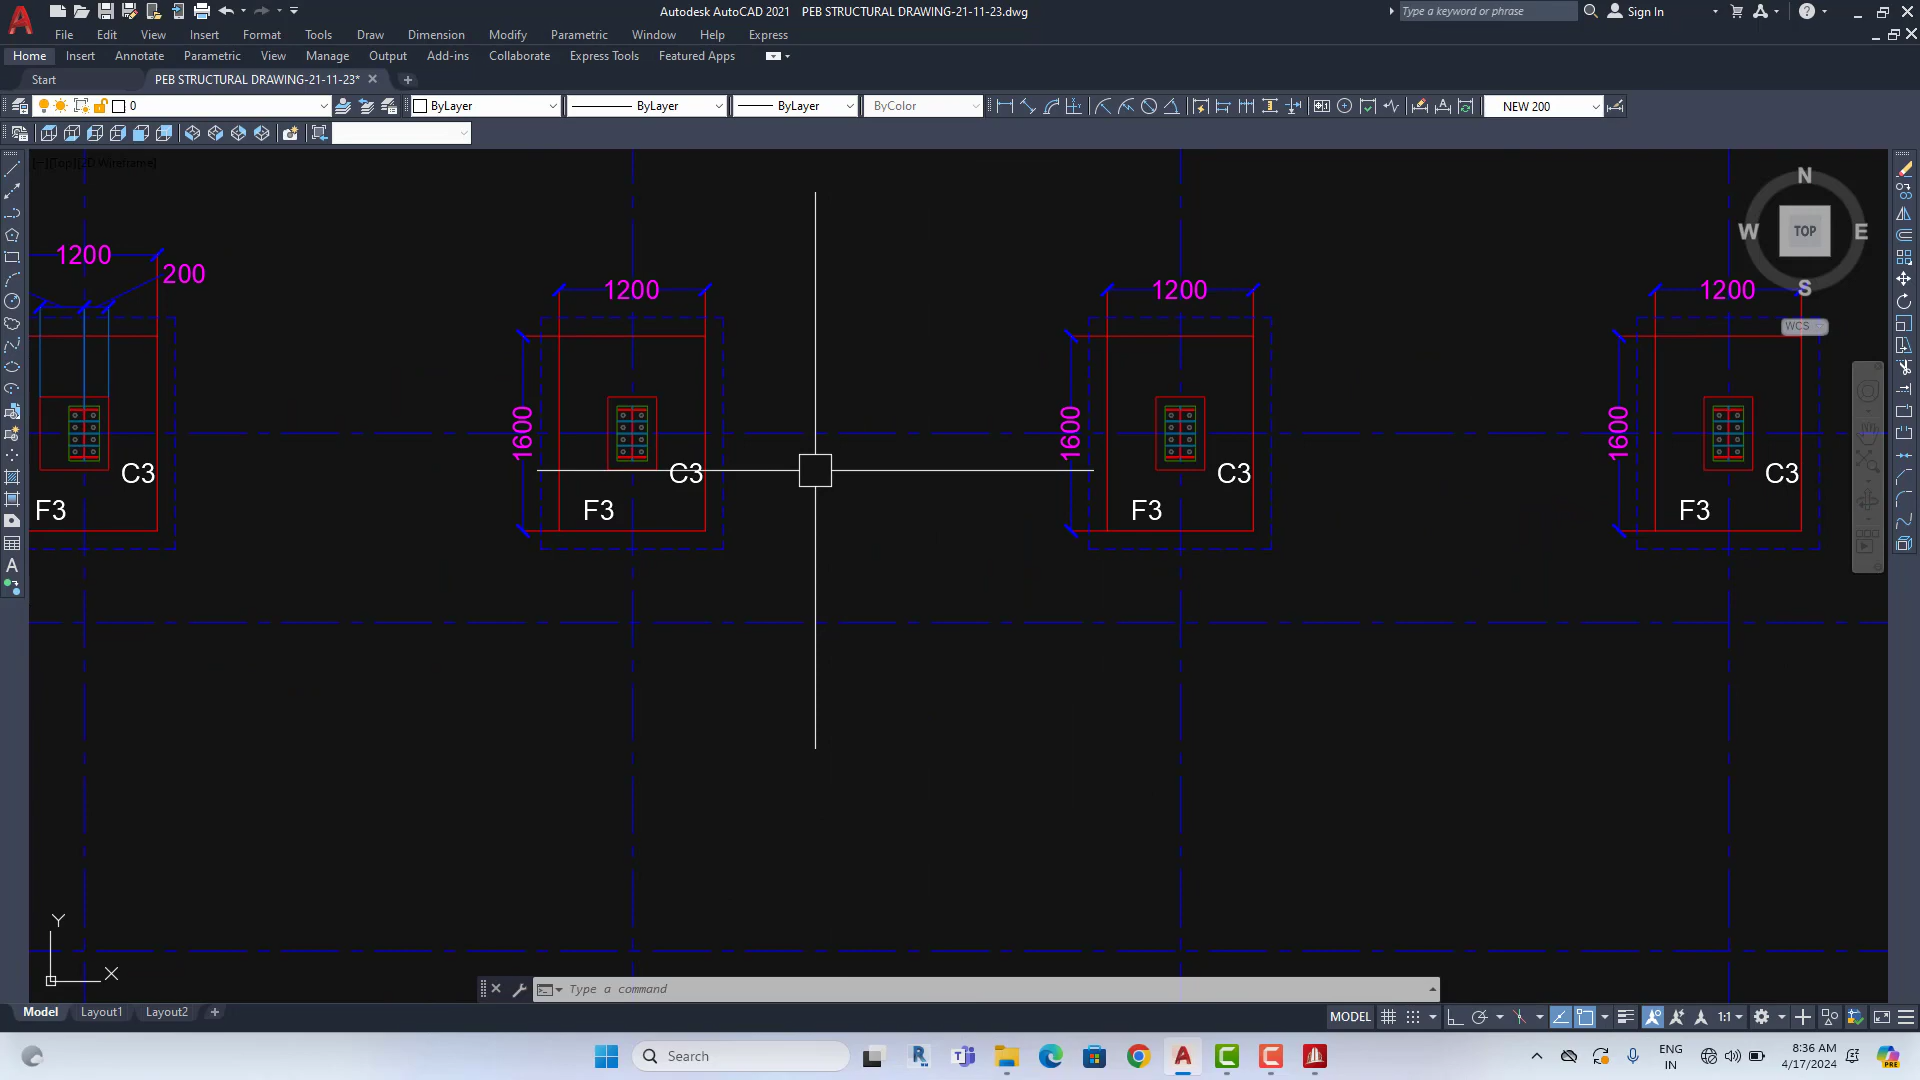 Autodesk AutoCAD 2021 PEB STRUCTURAL DRAWING-21-11-23.dwg
Type a keyword or phrase
Sign In
File Edit View Insert Format Tools Draw Dimension Modify Parametric Window Help Express
Home Insert Annotate Parametric View Manage Output Add-ins Collaborate Express Tools Featured Apps
Start
PEB STRUCTURAL DRAWING-21-11-23*
0
ByLayer
ByLayer
ByLayer
ByColor
NEW 200
[−][Top][2D Wireframe]
N
W
TOP
E
S
WCS
1200
200
1200
1200
1200
1600
1600
1600
C3
C3
C3
C3
F3
F3
F3
F3
Y
X
Type a command
Model
Layout1
Layout2
MODEL
1:1
Search
ENG
IN
8:36 AM
4/17/2024
PRE